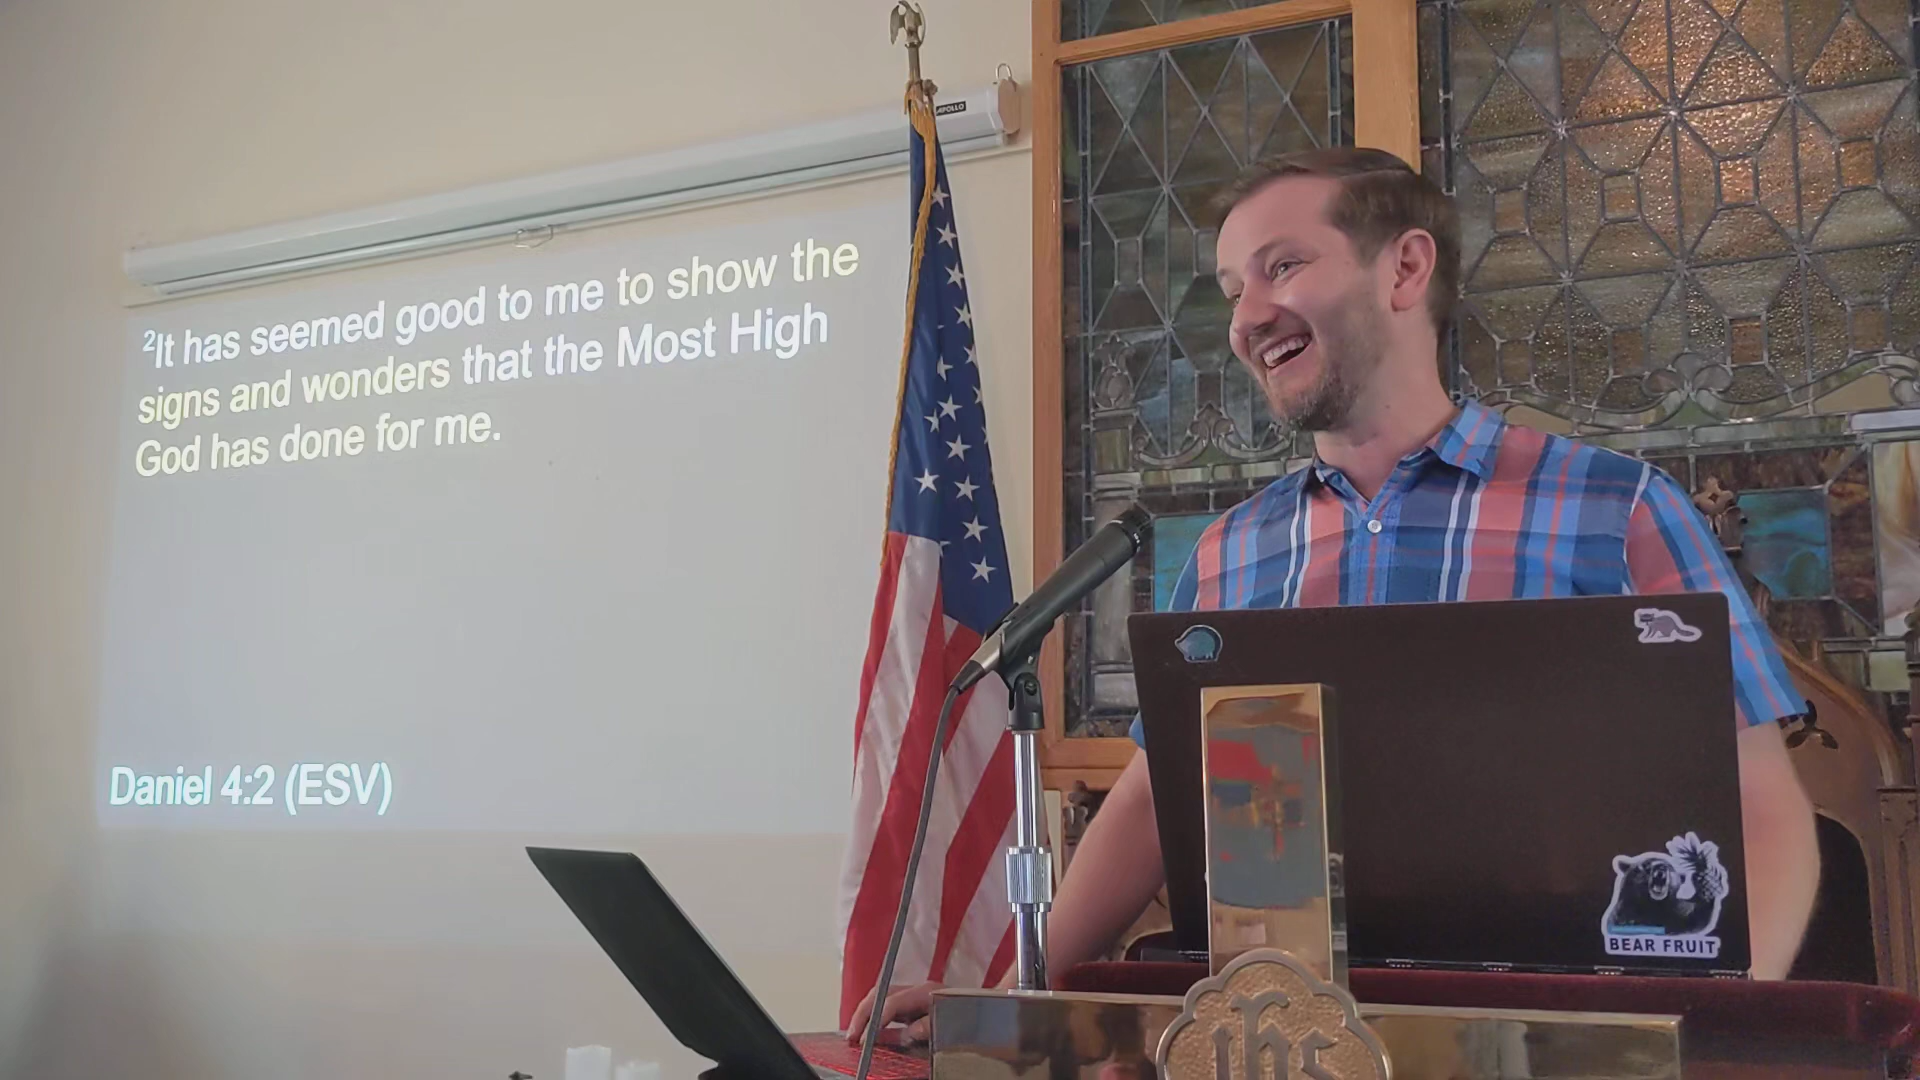 ²It has seemed good to me to show the
signs and wonders that the Most High
God has done for me.
Daniel 4:2 (ESV)
APOLLO
BEAR FRUIT
ihs